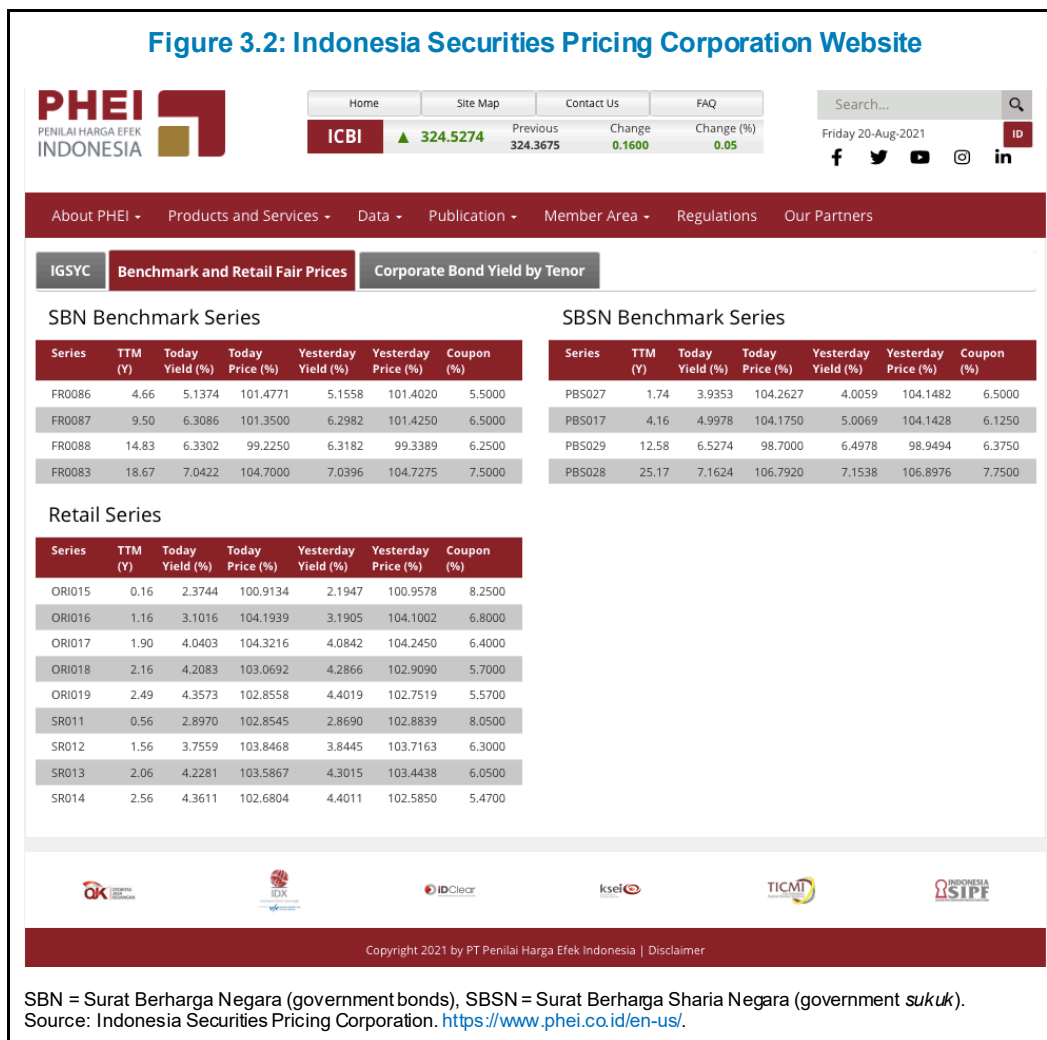 Figure 3.2: Indonesia Securities Pricing Corporation Website
PHEI
PENILAI HARGA EFEK
INDONESIA
Home Site Map Contact Us FAQ
ICBI ▲ 324.5274 Previous 324.3675 Change 0.1600 Change (%) 0.05
Search...
Friday 20-Aug-2021 ID
About PHEI Products and Services Data Publication Member Area Regulations Our Partners
IGSYC Benchmark and Retail Fair Prices Corporate Bond Yield by Tenor
SBN Benchmark Series
Series TTM (Y) Today Yield (%) Today Price (%) Yesterday Yield (%) Yesterday Price (%) Coupon (%)
FR0086 4.66 5.1374 101.4771 5.1558 101.4020 5.5000
FR0087 9.50 6.3086 101.3500 6.2982 101.4250 6.5000
FR0088 14.83 6.3302 99.2250 6.3182 99.3389 6.2500
FR0083 18.67 7.0422 104.7000 7.0396 104.7275 7.5000
SBSN Benchmark Series
Series TTM (Y) Today Yield (%) Today Price (%) Yesterday Yield (%) Yesterday Price (%) Coupon (%)
PBS027 1.74 3.9353 104.2627 4.0059 104.1482 6.5000
PBS017 4.16 4.9978 104.1750 5.0069 104.1428 6.1250
PBS029 12.58 6.5274 98.7000 6.4978 98.9494 6.3750
PBS028 25.17 7.1624 106.7920 7.1538 106.8976 7.7500
Retail Series
Series TTM (Y) Today Yield (%) Today Price (%) Yesterday Yield (%) Yesterday Price (%) Coupon (%)
ORI015 0.16 2.3744 100.9134 2.1947 100.9578 8.2500
ORI016 1.16 3.1016 104.1939 3.1905 104.1002 6.8000
ORI017 1.90 4.0403 104.3216 4.0842 104.2450 6.4000
ORI018 2.16 4.2083 103.0692 4.2866 102.9090 5.7000
ORI019 2.49 4.3573 102.8558 4.4019 102.7519 5.5700
SR011 0.56 2.8970 102.8545 2.8690 102.8839 8.0500
SR012 1.56 3.7559 103.8468 3.8445 103.7163 6.3000
SR013 2.06 4.2281 103.5867 4.3015 103.4438 6.0500
SR014 2.56 4.3611 102.6804 4.4011 102.5850 5.4700
IDX IDClear ksei TICMI INDONESIA SIPF
Copyright 2021 by PT Penilai Harga Efek Indonesia | Disclaimer
SBN = Surat Berharga Negara (government bonds), SBSN = Surat Berharga Sharia Negara (government sukuk).
Source: Indonesia Securities Pricing Corporation. https://www.phei.co.id/en-us/.